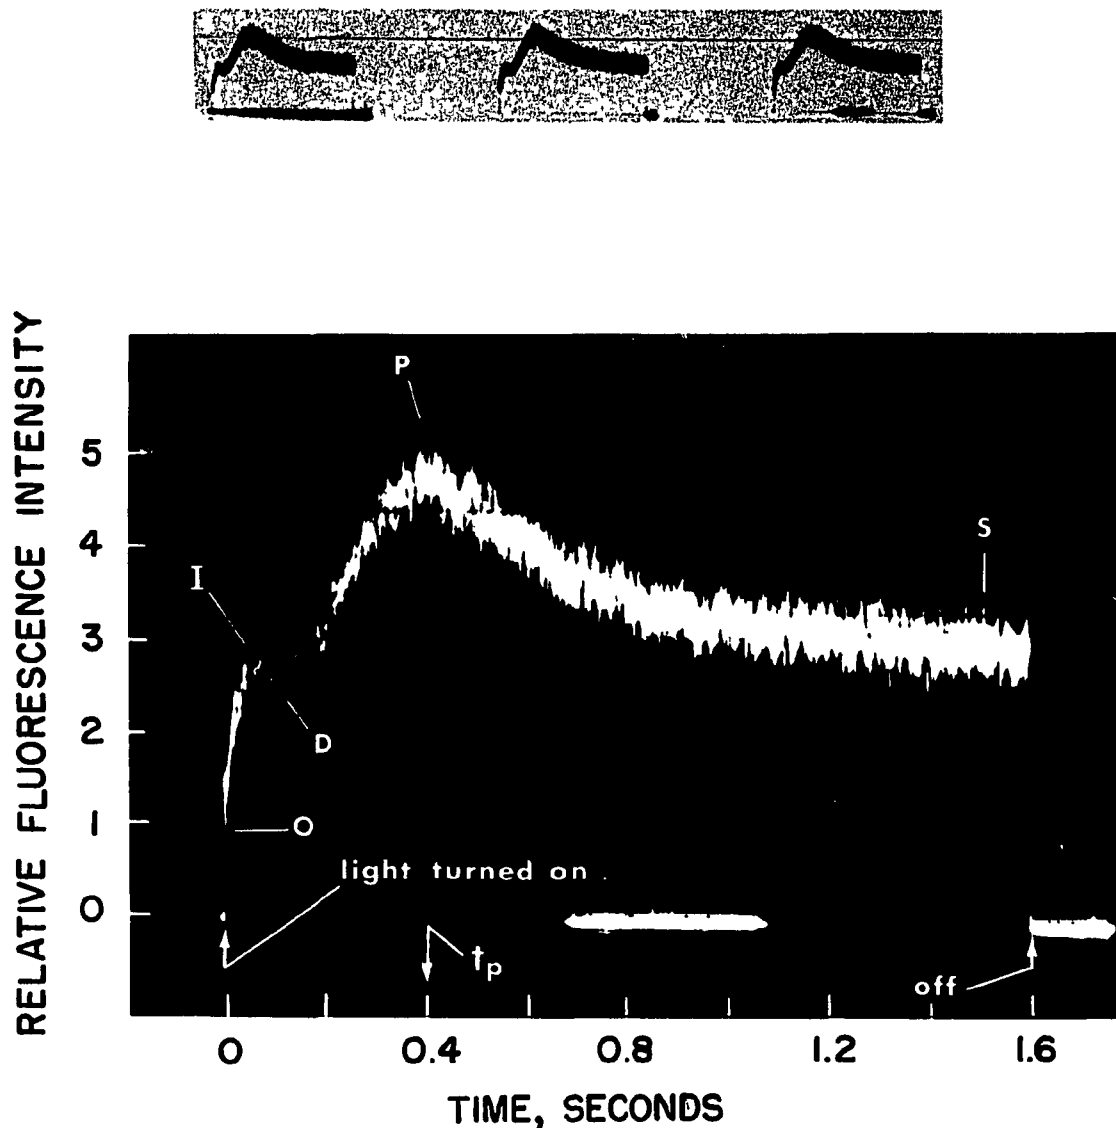 RELATIVE FLUORESCENCE INTENSITY
5
4
3
2
1
0
P
I
D
O
S
light turned on
tp
off
0
0.4
0.8
1.2
1.6
TIME, SECONDS